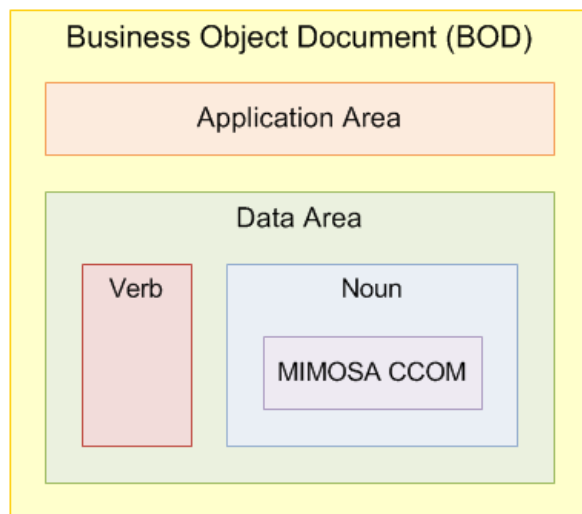 Business Object Document (BOD)
Application Area
Data Area
Verb
Noun
MIMOSA CCOM